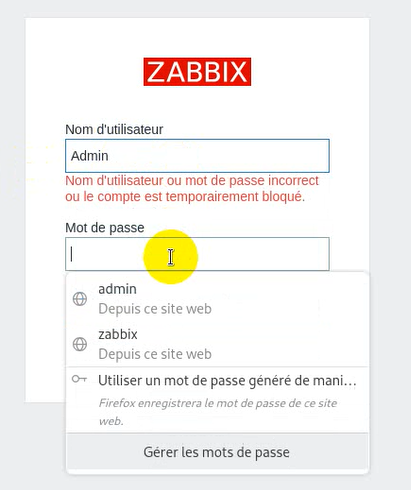 ZABBIX
Nom d'utilisateur
Admin
Nom d'utilisateur ou mot de passe incorrect
ou le compte est temporairement bloqué.
Mot de passe
admin
Depuis ce site web
zabbix
Depuis ce site web
Utiliser un mot de passe généré de mani…
Firefox enregistrera le mot de passe de ce site
web.
Gérer les mots de passe